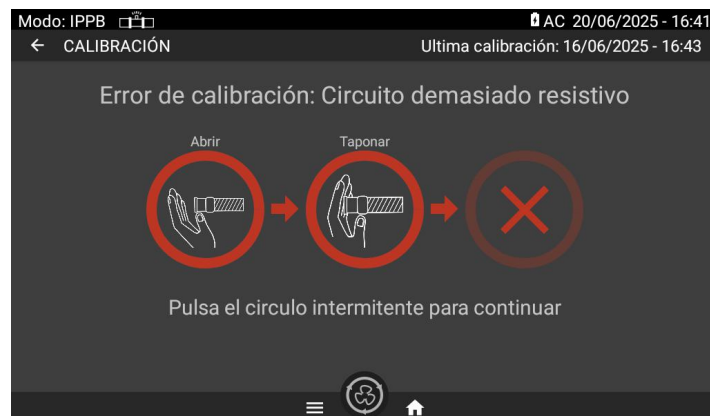 Modo: IPPB AC 20/06/2025 - 16:41
CALIBRACIÓN Ultima calibración: 16/06/2025 - 16:43
Error de calibración: Circuito demasiado resistivo
Abrir Taponar
Pulsa el circulo intermitente para continuar